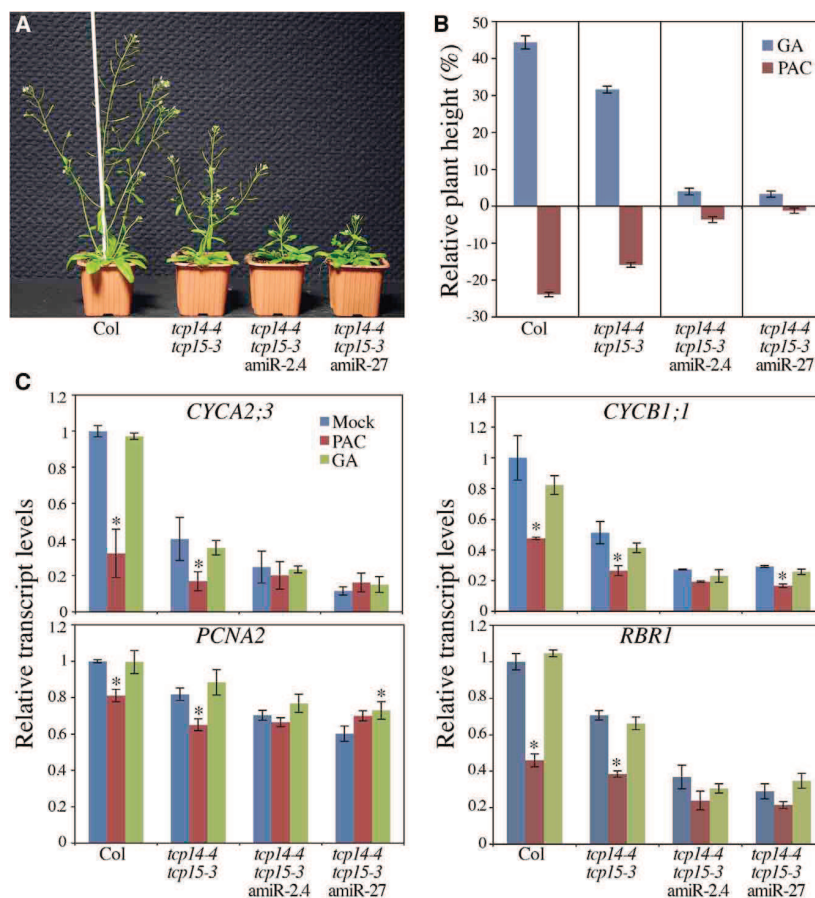 A
Col
tcp14-4
tcp15-3
tcp14-4
tcp15-3
amiR-2.4
tcp14-4
tcp15-3
amiR-27
B
Relative plant height (%)
50
40
30
20
10
0
-10
-20
-30
GA
PAC
Col
tcp14-4
tcp15-3
tcp14-4
tcp15-3
amiR-2.4
tcp14-4
tcp15-3
amiR-27
C
Relative transcript levels
CYCA2;3
1.2
1
0.8
0.6
0.4
0.2
0
Mock
PAC
GA
*
*
PCNA2
1.2
1
0.8
0.6
0.4
0.2
0
*
*
*
Col
tcp14-4
tcp15-3
tcp14-4
tcp15-3
amiR-2.4
tcp14-4
tcp15-3
amiR-27
Relative transcript levels
CYCB1;1
1.4
1.2
1
0.8
0.6
0.4
0.2
0
*
*
*
RBR1
1.2
1
0.8
0.6
0.4
0.2
0
*
*
Col
tcp14-4
tcp15-3
tcp14-4
tcp15-3
amiR-2.4
tcp14-4
tcp15-3
amiR-27